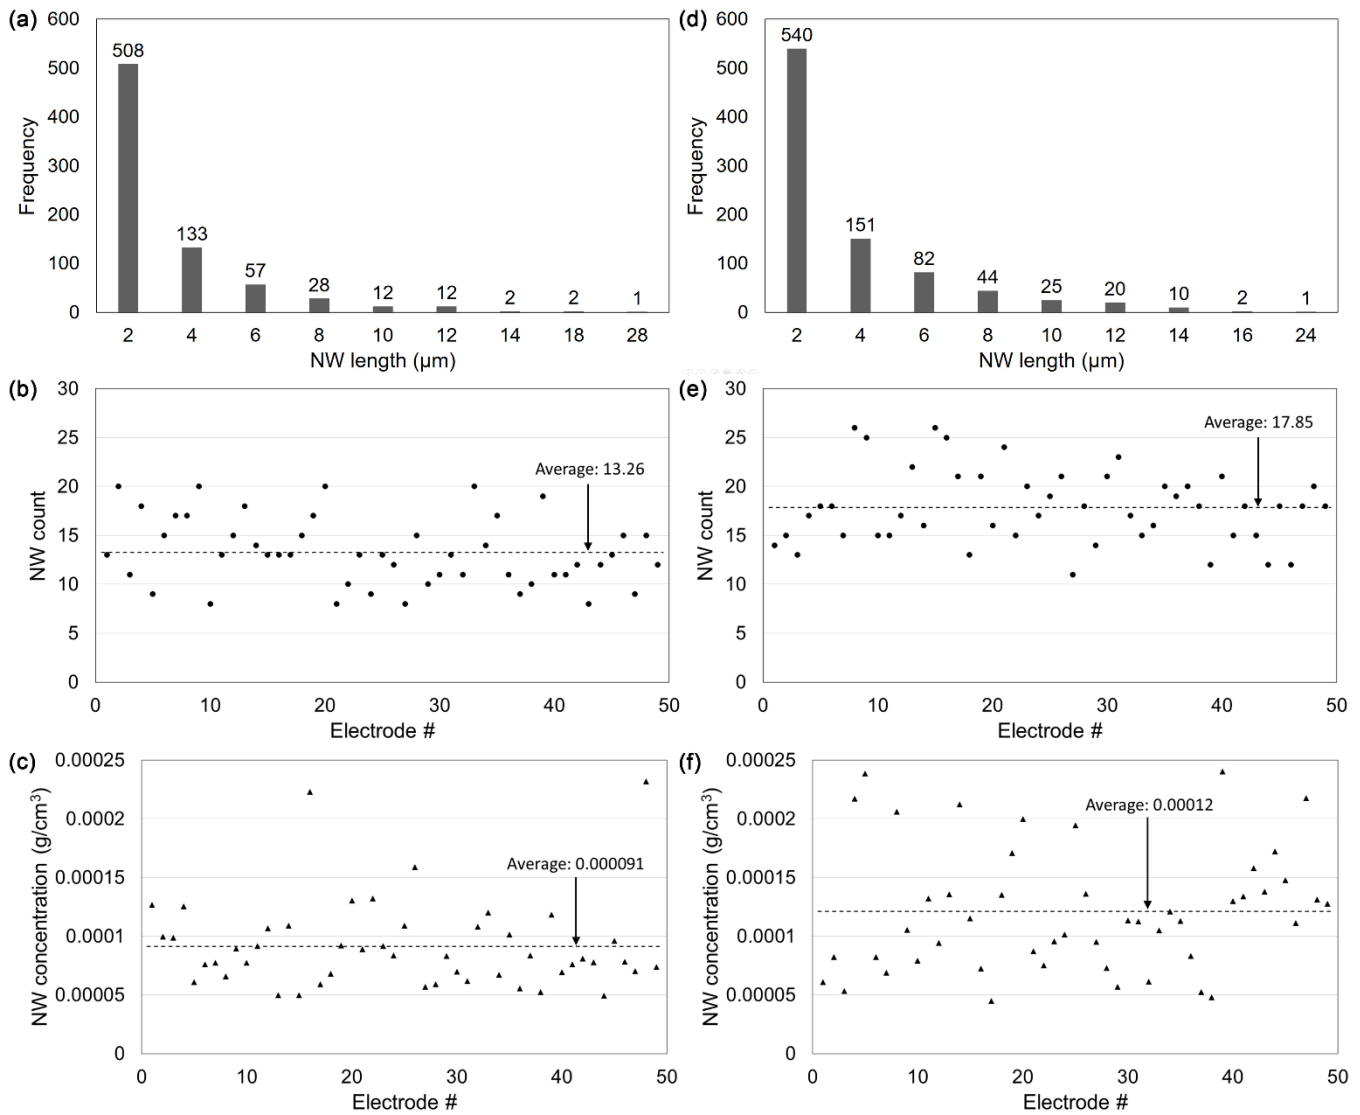 (a)
600
500
400
300
200
100
0
Frequency
508
133
57
28
12
12
2
2
1
2 4 6 8 10 12 14 18 28
NW length (µm)
(d)
600
500
400
300
200
100
0
Frequency
540
151
82
44
25
20
10
2
1
2 4 6 8 10 12 14 16 24
NW length (µm)
(b)
30
25
20
15
10
5
0
NW count
Average: 13.26
0 10 20 30 40 50
Electrode #
(e)
30
25
20
15
10
5
0
NW count
Average: 17.85
0 10 20 30 40 50
Electrode #
(c)
0.00025
0.0002
0.00015
0.0001
0.00005
0
NW concentration (g/cm³)
Average: 0.000091
0 10 20 30 40 50
Electrode #
(f)
0.00025
0.0002
0.00015
0.0001
0.00005
0
NW concentration (g/cm³)
Average: 0.00012
0 10 20 30 40 50
Electrode #